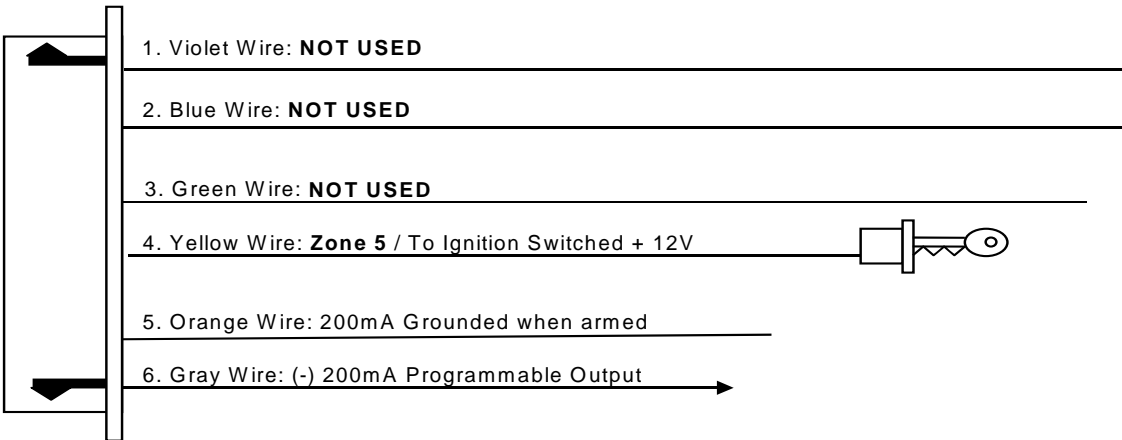 1. Violet Wire: NOT USED
2. Blue Wire: NOT USED
3. Green Wire: NOT USED
4. Yellow Wire: Zone 5 / To Ignition Switched + 12V
5. Orange Wire: 200mA Grounded when armed
6. Gray Wire: (-) 200mA Programmable Output